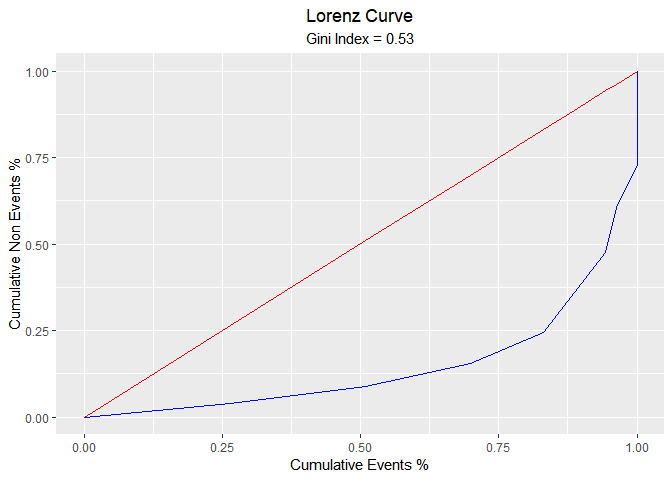 Lorenz Curve
Gini Index = 0.53
Cumulative Non Events %
1.00
0.75
0.50
0.25
0.00
0.00 0.25 0.50 0.75 1.00
Cumulative Events %